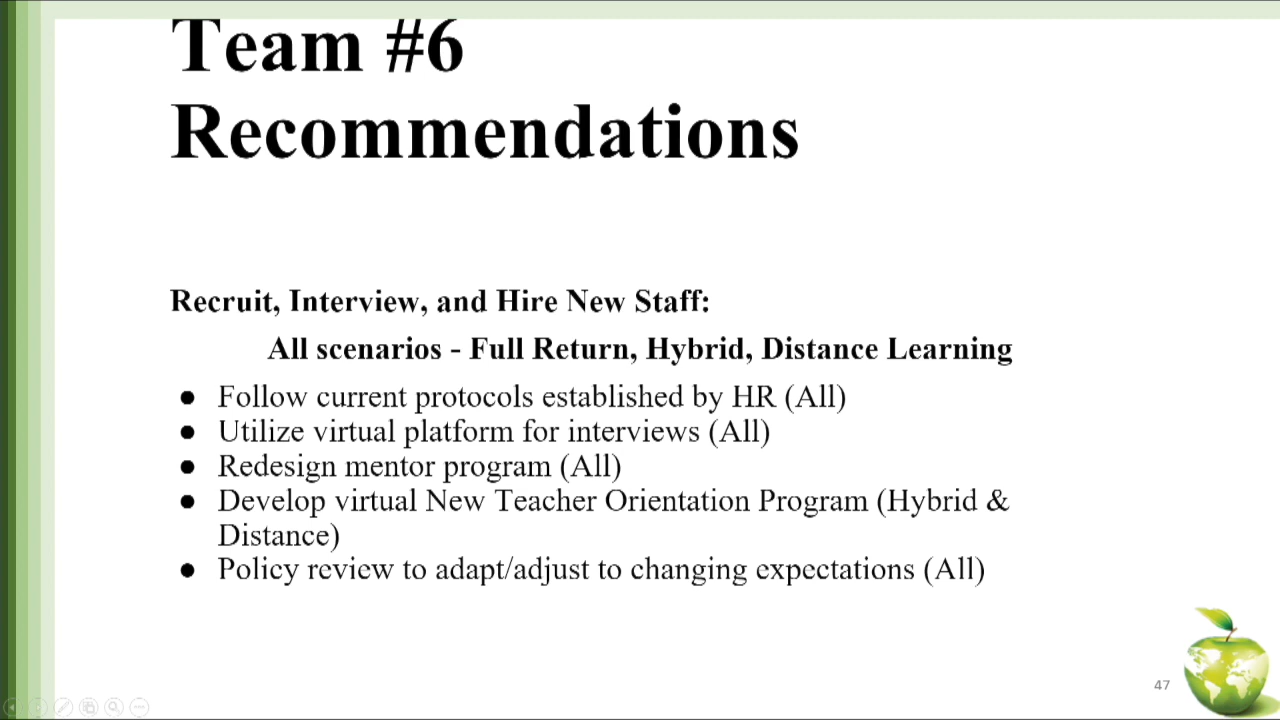 Team #6
Recommendations
Recruit, Interview, and Hire New Staff:
All scenarios - Full Return, Hybrid, Distance Learning
● Follow current protocols established by HR (All)
● Utilize virtual platform for interviews (All)
● Redesign mentor program (All)
● Develop virtual New Teacher Orientation Program (Hybrid &
Distance)
● Policy review to adapt/adjust to changing expectations (All)
47